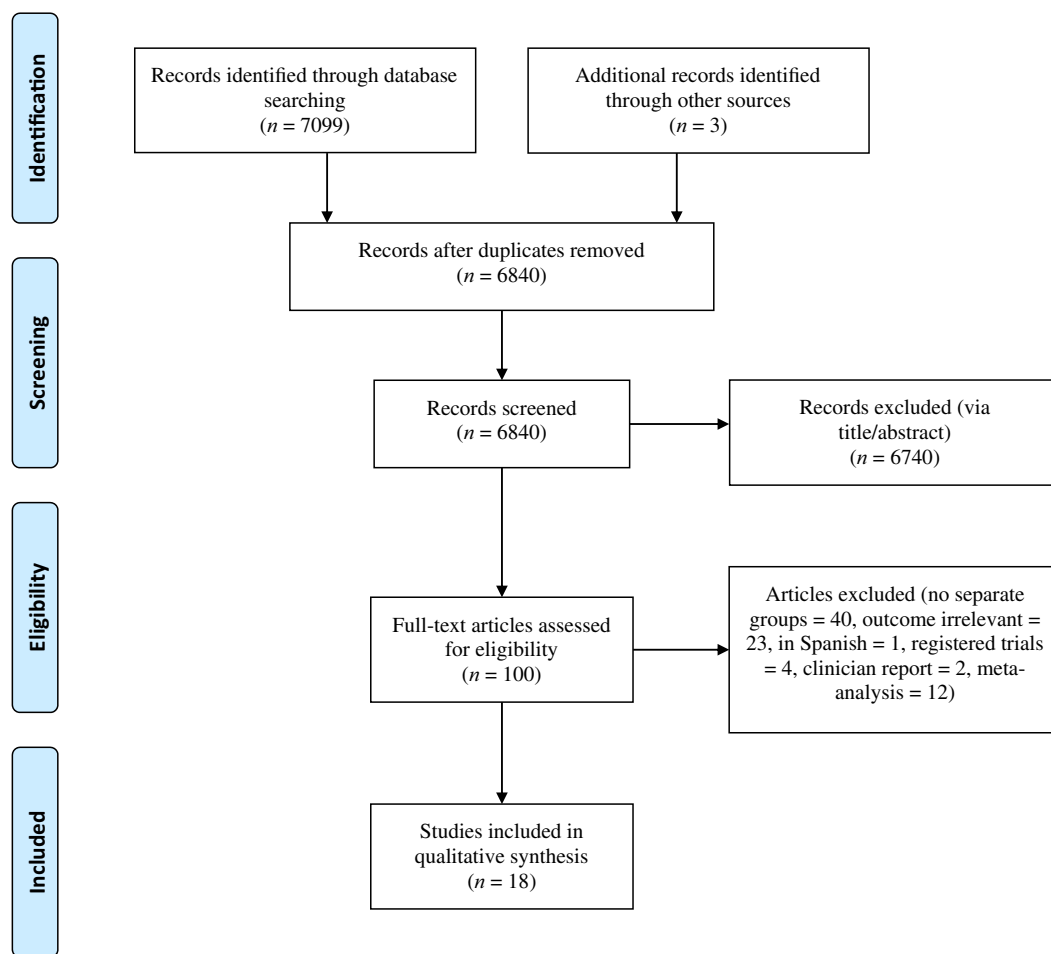 Identification
Records identified through database
searching
(n = 7099)
Additional records identified
through other sources
(n = 3)
Records after duplicates removed
(n = 6840)
Screening
Records screened
(n = 6840)
Records excluded (via
title/abstract)
(n = 6740)
Eligibility
Full-text articles assessed
for eligibility
(n = 100)
Articles excluded (no separate
groups = 40, outcome irrelevant =
23, in Spanish = 1, registered trials
= 4, clinician report = 2, meta-
analysis = 12)
Included
Studies included in
qualitative synthesis
(n = 18)